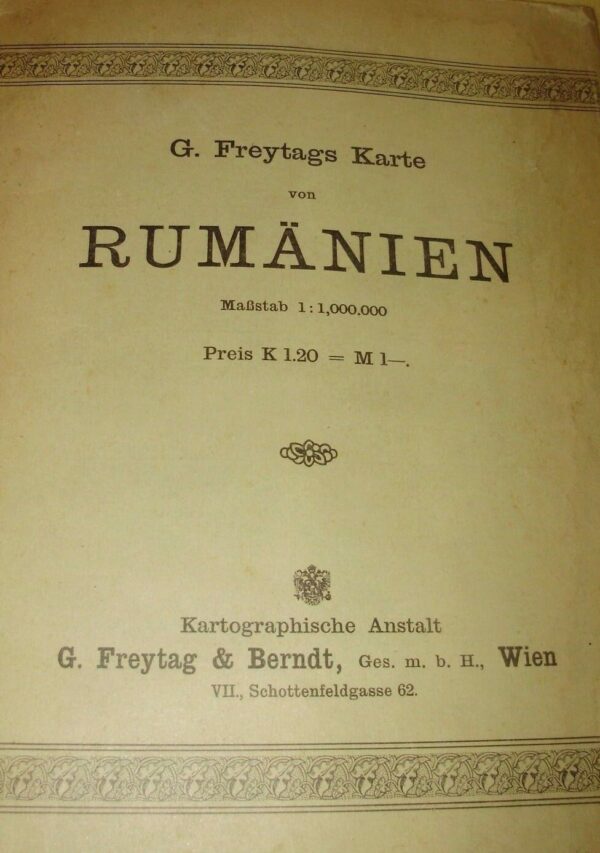 G. Freytags Karte
von
RUMÄNIEN
Maßstab 1:1,000.000
Preis K 1.20 = M 1—.
Kartographische Anstalt
G. Freytag & Berndt, Ges. m. b. H., Wien
VII., Schottenfeldgasse 62.